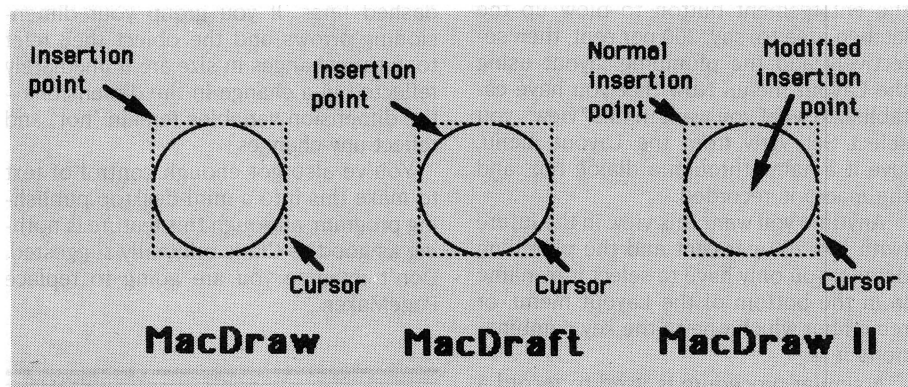 Insertion
point
Cursor
MacDraw
Insertion
point
Cursor
MacDraft
Normal
insertion
point
Modified
insertion
point
Cursor
MacDraw II